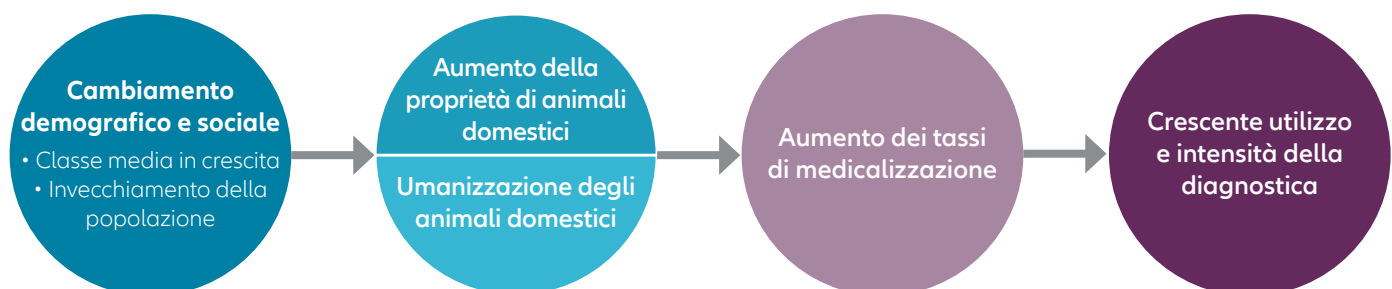 Cambiamento
demografico e sociale
• Classe media in crescita
• Invecchiamento della
popolazione
Aumento della
proprietà di animali
domestici
Umanizzazione degli
animali domestici
Aumento dei tassi
di medicalizzazione
Crescente utilizzo
e intensità della
diagnostica